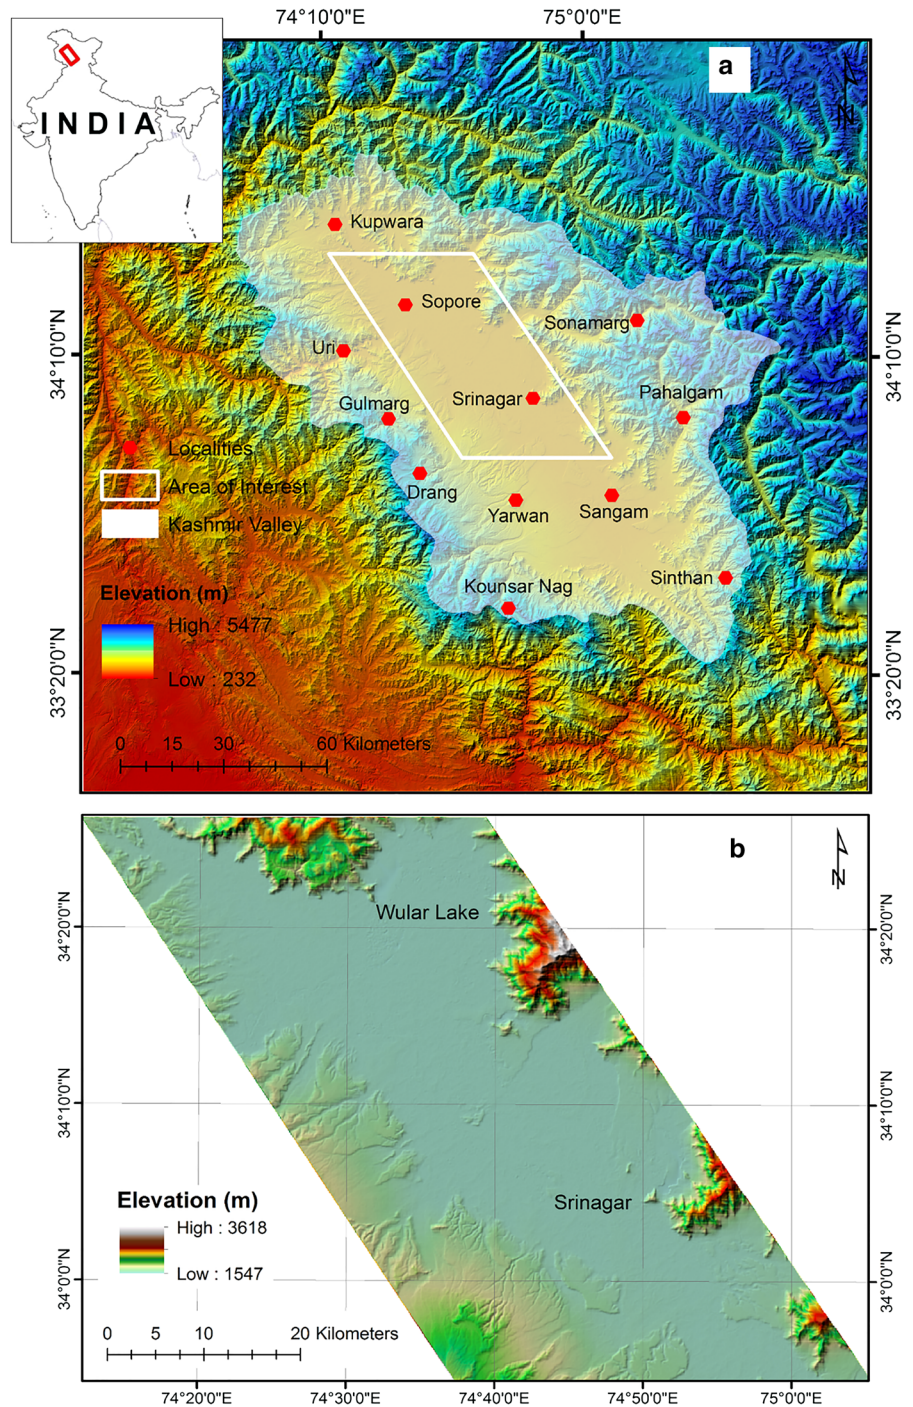 74°10'0"E
75°0'0"E
INDIA
a
N
Kupwara
Sopore
Sonamarg
Uri
34°10'0"N
34°10'0"N
Pahalgam
Srinagar
Gulmarg
Localities
Drang
Area of Interest
Yarwan
Sangam
Kashmir Valley
Sinthan
Kounsar Nag
Elevation (m)
High : 5477
Low : 232
33°20'0"N
33°20'0"N
0 15 30 60 Kilometers
b
N
Wular Lake
34°20'0"N
34°20'0"N
34°10'0"N
34°10'0"N
Srinagar
Elevation (m)
High : 3618
Low : 1547
34°0'0"N
34°0'0"N
0 5 10 20 Kilometers
74°20'0"E
74°30'0"E
74°40'0"E
74°50'0"E
75°0'0"E